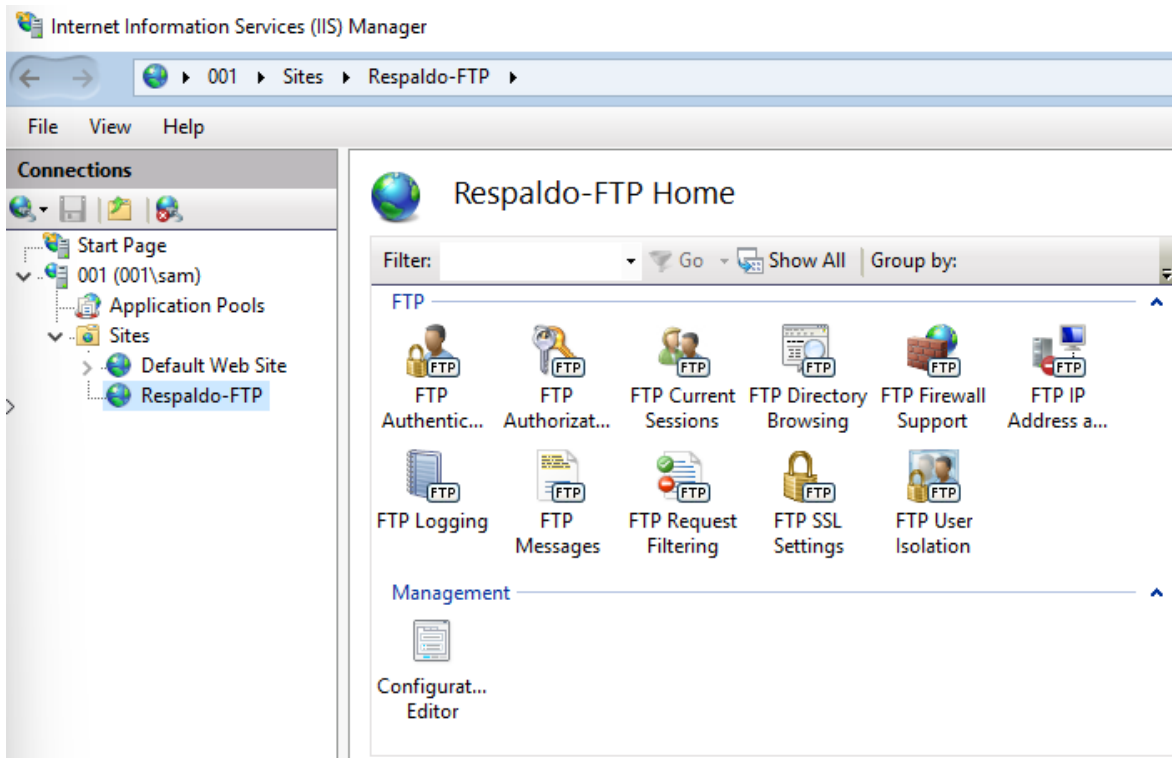 Internet Information Services (IIS) Manager
001 Sites Respaldo-FTP
File View Help
Connections
Start Page
001 (001\sam)
Application Pools
Sites
Default Web Site
Respaldo-FTP
Respaldo-FTP Home
Filter: Go Show All Group by:
FTP
FTP FTP FTP FTP FTP FTP
FTP FTP FTP Current FTP Directory FTP Firewall FTP IP
Authentic... Authorizat... Sessions Browsing Support Address a...
FTP FTP FTP FTP FTP
FTP Logging FTP FTP Request FTP SSL FTP User
Messages Filtering Settings Isolation
Management
Configurat...
Editor